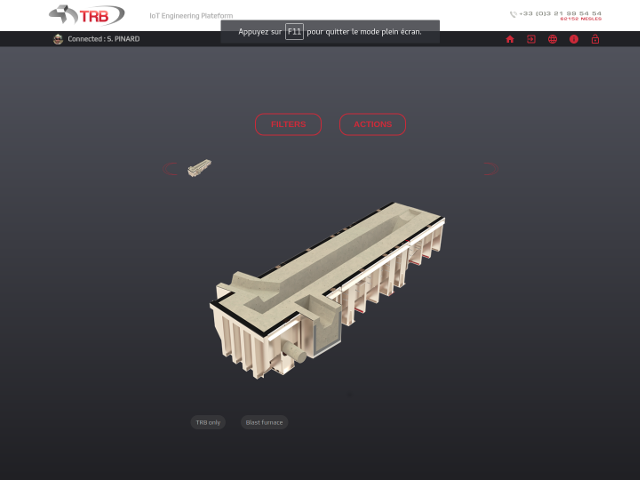 TRB
IoT Engineering Plateform
+33 (0)3 21 99 54 54
62152 NESLES
Appuyez sur F11 pour quitter le mode plein écran.
Connected : S. PINARD
FILTERS
ACTIONS
TRB only
Blast furnace